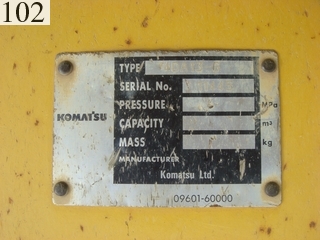 102
TYPE
SERIAL No.
PRESSURE MPa
KOMATSU
CAPACITY m³
MASS kg
MANUFACTURER
Komatsu Ltd.
09601-60000